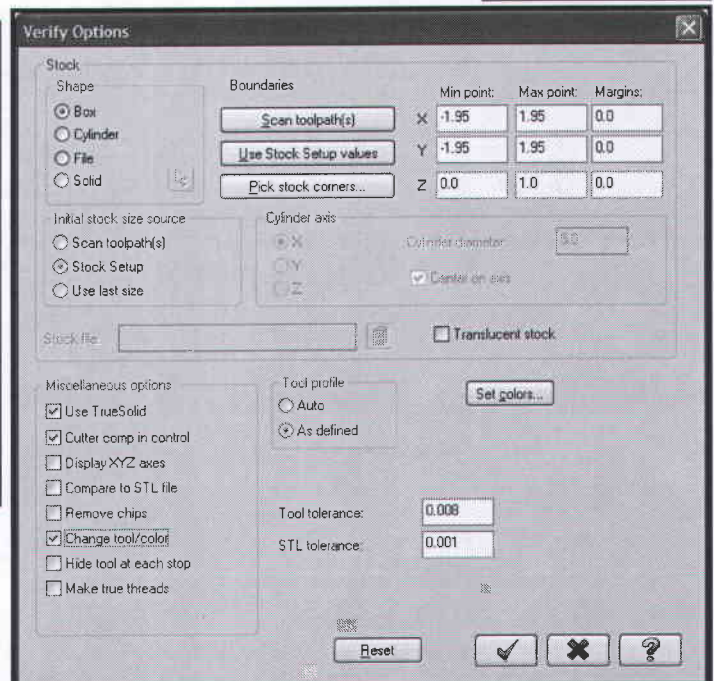 Verify Options
Stock
Shape
Box
Cylinder
File
Solid
Boundaries
Scan toolpath(s)
Use Stock Setup values
Pick stock corners...
Min point: Max point: Margins:
X -1.95 1.95 0.0
Y -1.95 1.95 0.0
Z 0.0 1.0 0.0
Initial stock size source
Scan toolpath(s)
Stock Setup
Use last size
Cylinder axis
X
Y
Z
Cylinder diameter
Center on axis
Stock file:
Translucent stock
Miscellaneous options
Use TrueSolid
Cutter comp in control
Display XYZ axes
Compare to STL file
Remove chips
Change tool/color
Hide tool at each stop
Make true threads
Tool profile
Auto
As defined
Set colors...
Tool tolerance: 0.008
STL tolerance: 0.001
Reset
?